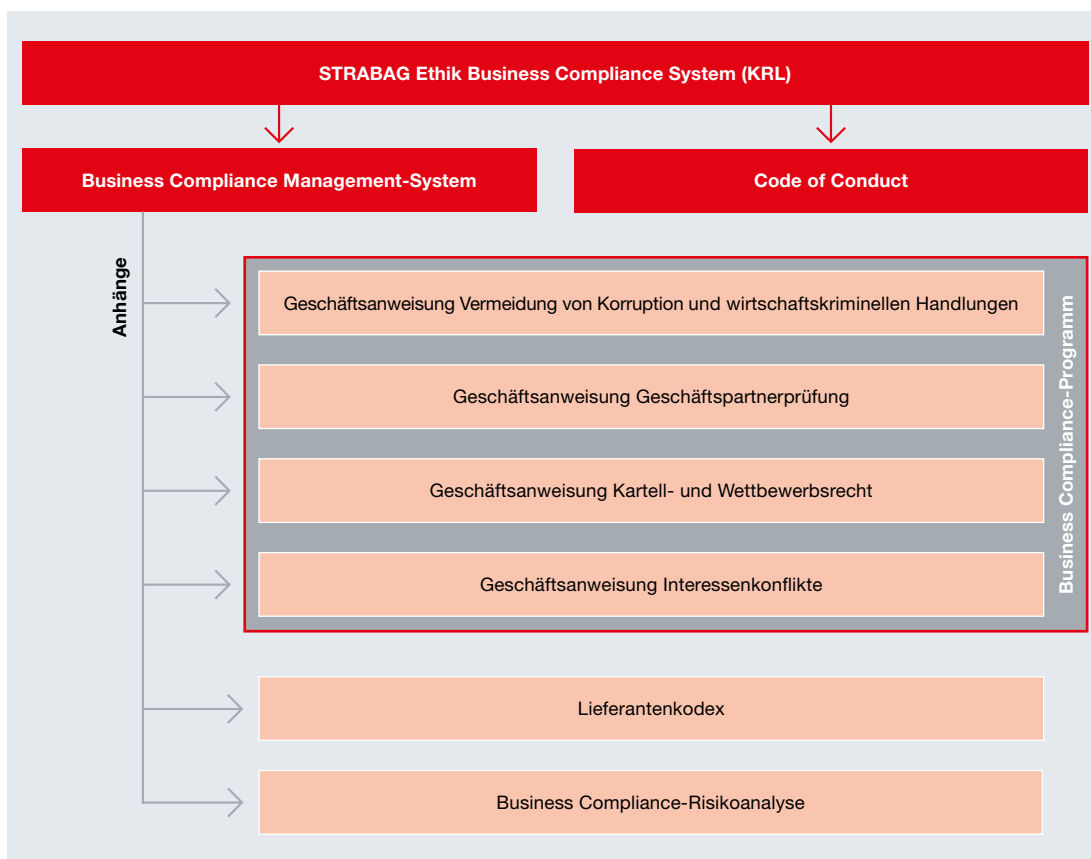 STRABAG Ethik Business Compliance System (KRL)
Business Compliance Management-System
Code of Conduct
Anhänge
Geschäftsanweisung Vermeidung von Korruption und wirtschaftskriminellen Handlungen
Geschäftsanweisung Geschäftspartnerprüfung
Geschäftsanweisung Kartell- und Wettbewerbsrecht
Geschäftsanweisung Interessenkonflikte
Business Compliance-Programm
Lieferantenkodex
Business Compliance-Risikoanalyse